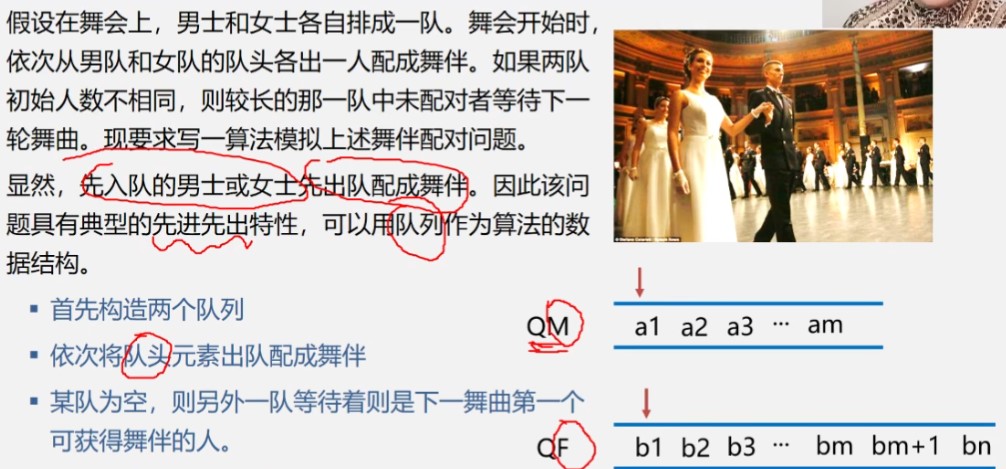 假设在舞会上，男士和女士各自排成一队。舞会开始时，
依次从男队和女队的队头各出一人配成舞伴。如果两队
初始人数不相同，则较长的那一队中未配对者等待下一
轮舞曲。现要求写一算法模拟上述舞伴配对问题。
显然，先入队的男士或女士先出队配成舞伴。因此该问
题具有典型的先进先出特性，可以用队列作为算法的数
据结构。
▪ 首先构造两个队列
▪ 依次将队头元素出队配成舞伴
▪ 某队为空，则另外一队等待着则是下一舞曲第一个
可获得舞伴的人。
QM a1 a2 a3 ··· am
QF b1 b2 b3 ··· bm bm+1 bn